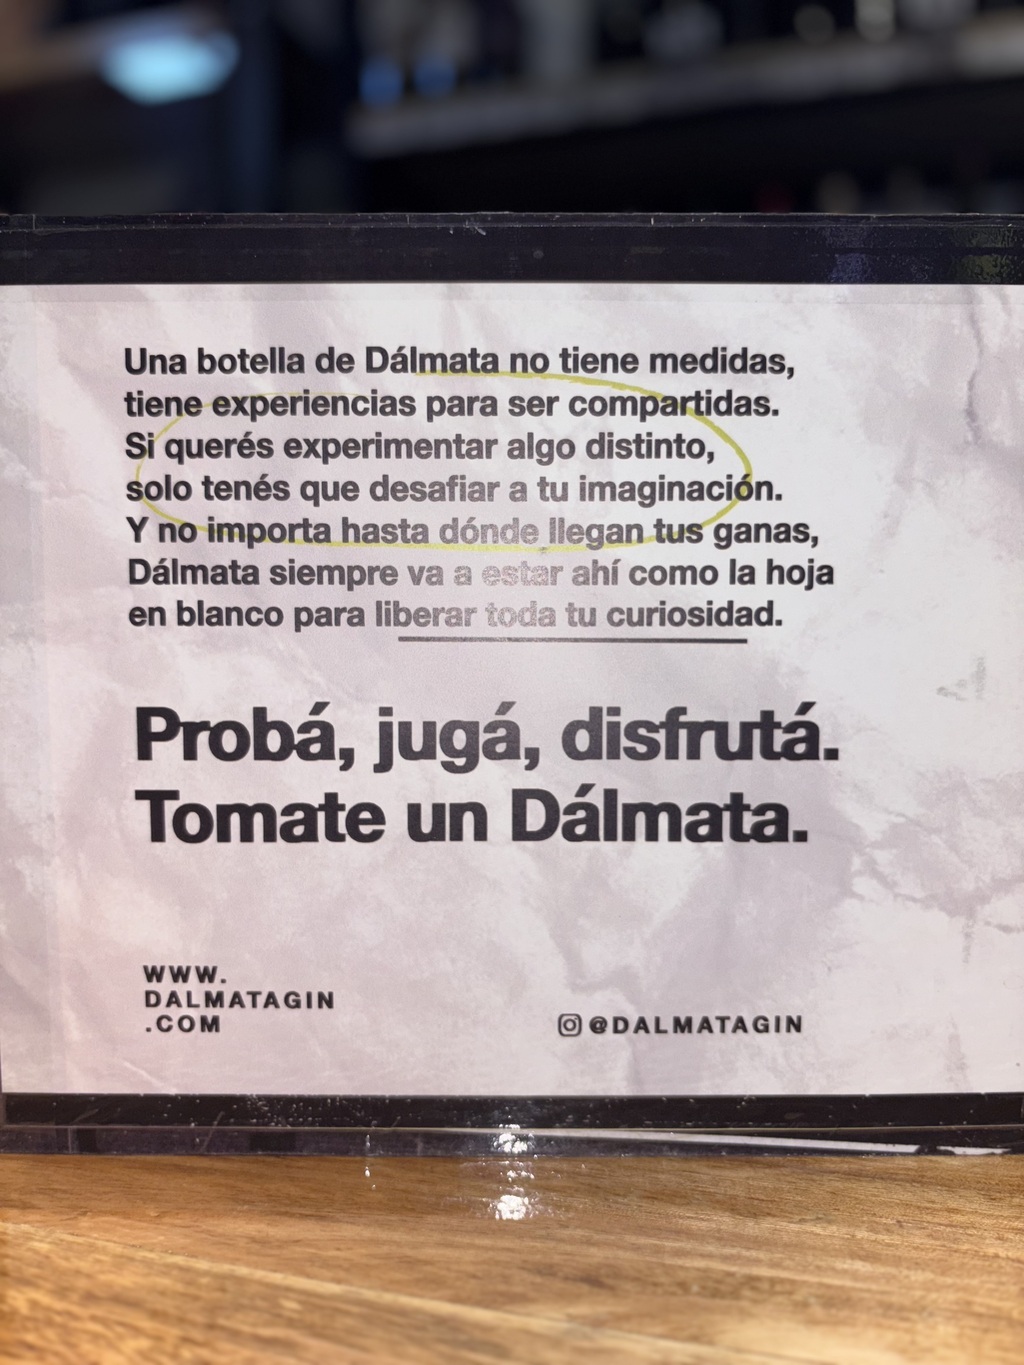 Una botella de Dálmata no tiene medidas,
tiene experiencias para ser compartidas.
Si querés experimentar algo distinto,
solo tenés que desafiar a tu imaginación.
Y no importa hasta dónde llegan tus ganas,
Dálmata siempre va a estar ahí como la hoja
en blanco para liberar toda tu curiosidad.
Probá, jugá, disfrutá.
Tomate un Dálmata.
WWW.
DALMATAGIN
.COM
@DALMATAGIN